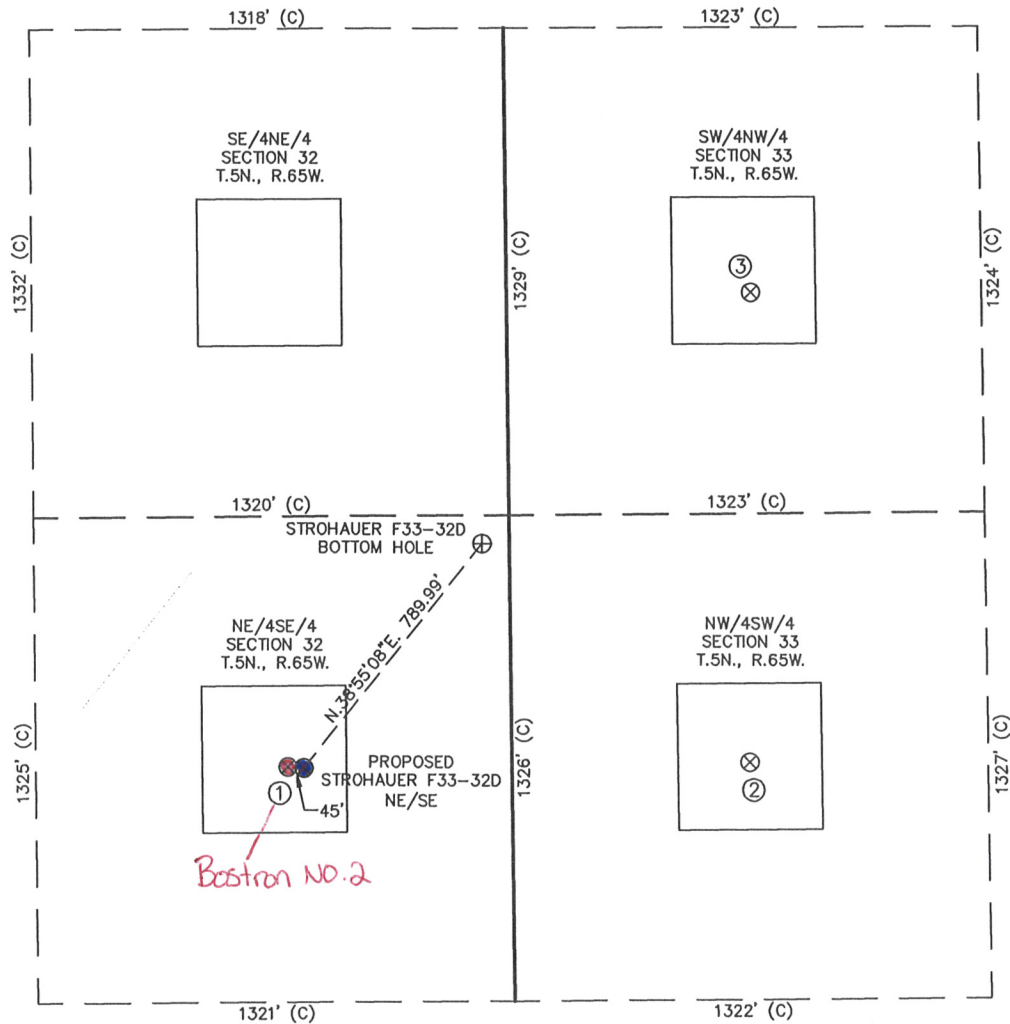 1318' (C)
1323' (C)
SE/4NE/4
SECTION 32
T.5N., R.65W.
SW/4NW/4
SECTION 33
T.5N., R.65W.
1332' (C)
1329' (C)
3
1324' (C)
1320' (C)
1323' (C)
STROHAUER F33-32D
BOTTOM HOLE
N.38°55'08"E. 789.99'
NE/4SE/4
SECTION 32
T.5N., R.65W.
NW/4SW/4
SECTION 33
T.5N., R.65W.
1325' (C)
PROPOSED
STROHAUER F33-32D
NE/SE
1326' (C)
1327' (C)
1
45'
2
Bostron NO.2
1321' (C)
1322' (C)